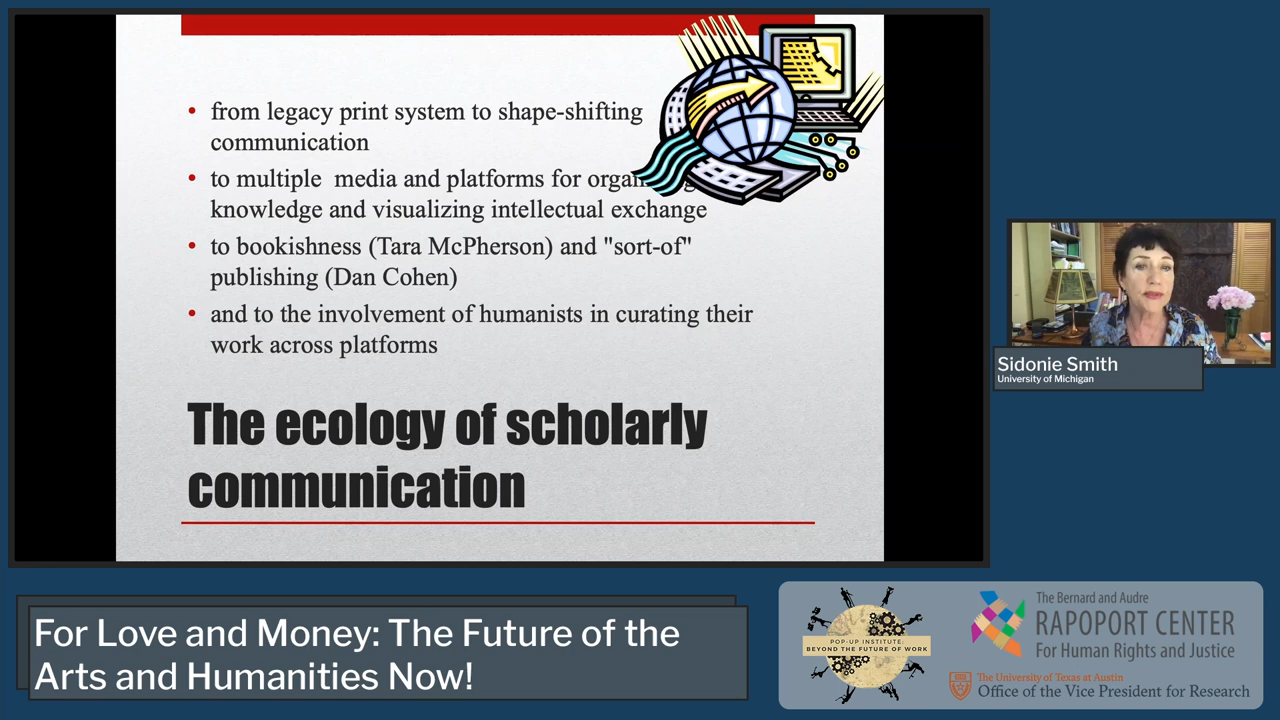 • from legacy print system to shape-shifting
communication
• to multiple media and platforms for
knowledge and visualizing intellectual exchange
• to bookishness (Tara McPherson) and "sort-of"
publishing (Dan Cohen)
• and to the involvement of humanists in curating their
work across platforms
The ecology of scholarly
communication
Sidonie Smith
University of Michigan
For Love and Money: The Future of the
Arts and Humanities Now!
POP-UP INSTITUTE:
BEYOND THE FUTURE OF WORK
The Bernard and Audre
RAPOPORT CENTER
For Human Rights and Justice
The University of Texas at Austin
Office of the Vice President for Research